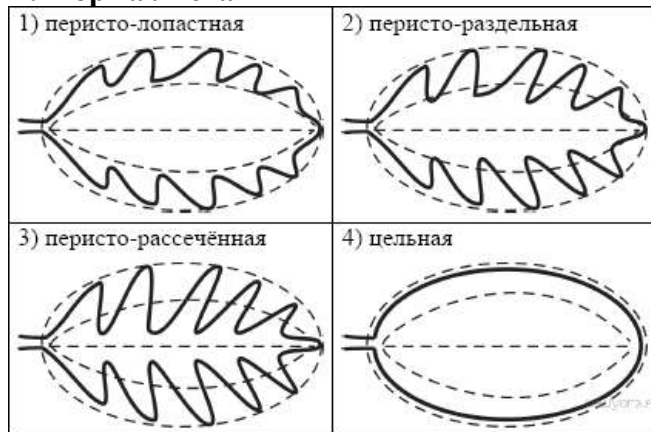 1) перисто-лопастная
2) перисто-раздельная
3) перисто-рассечённая
4) цельная